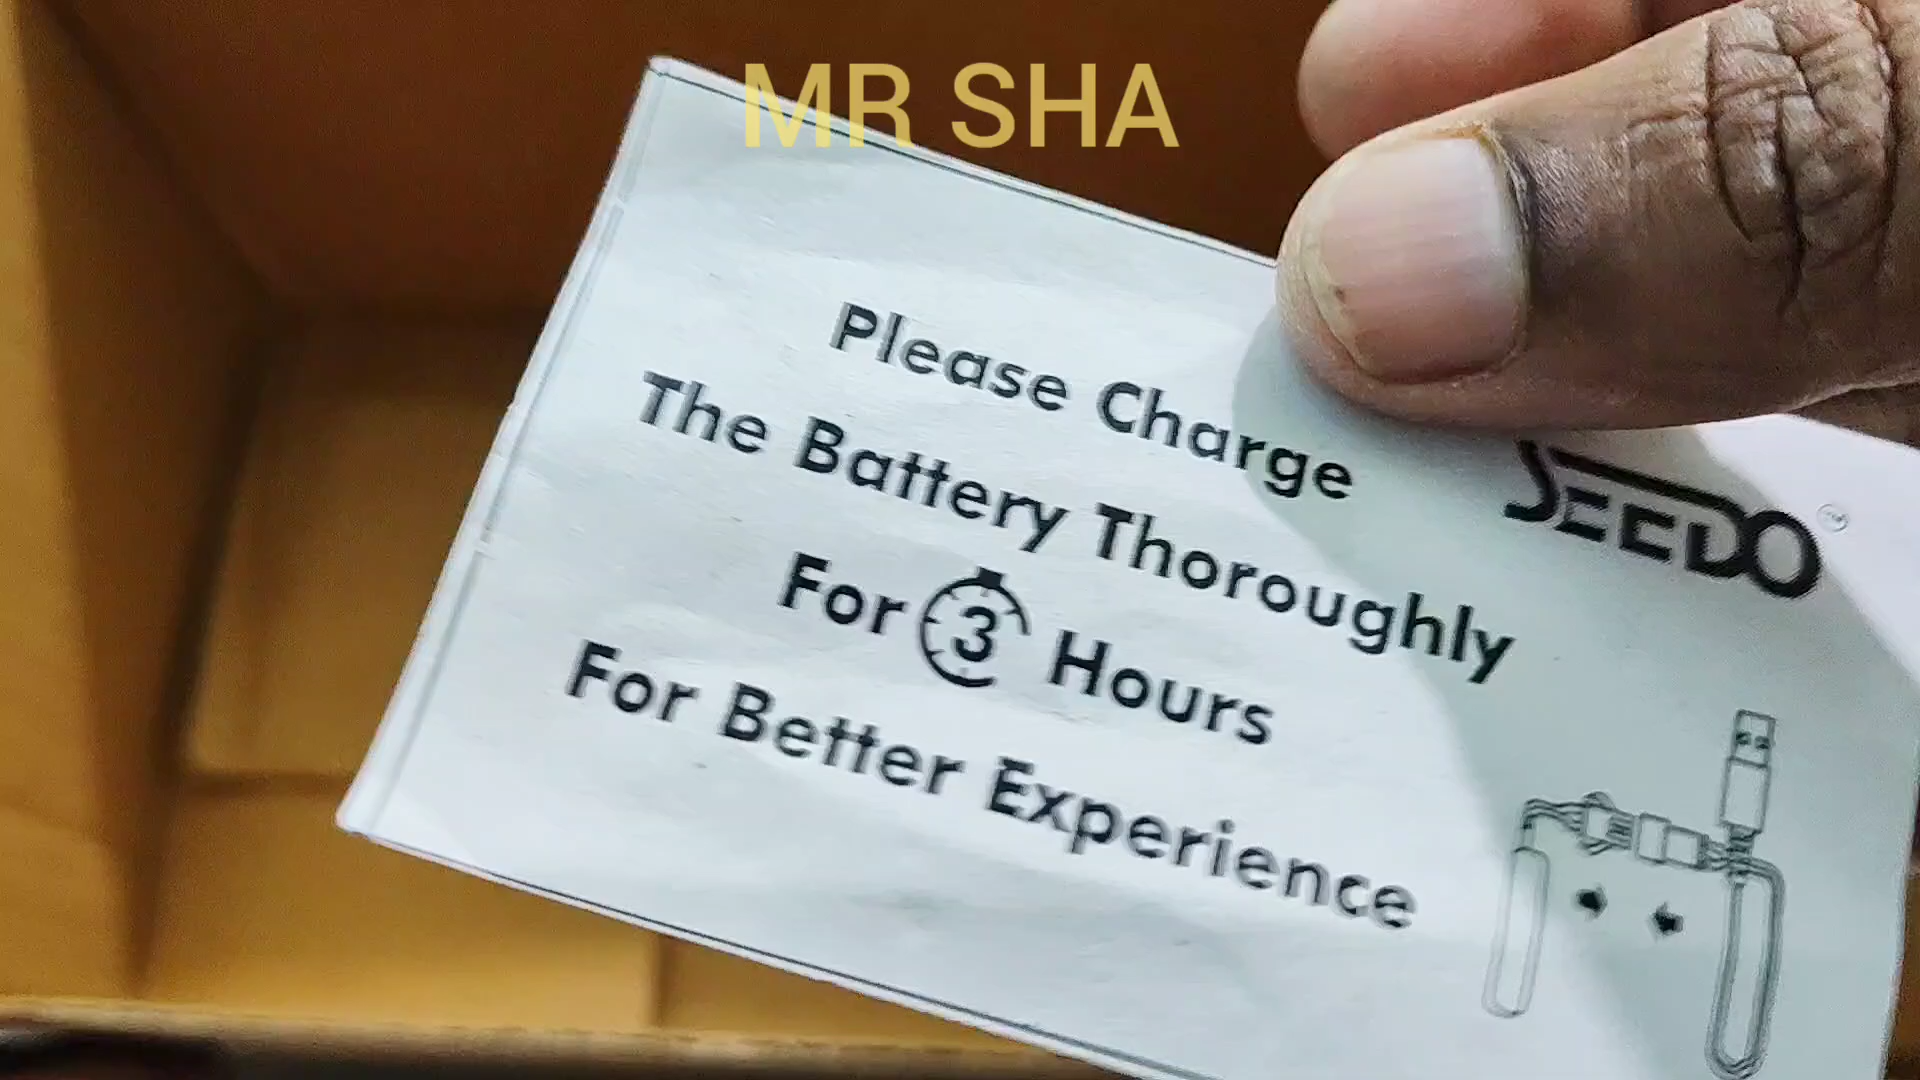 MR SHA
Please Charge
The Battery Thoroughly
For 3 Hours
For Better Experience
SEEDO